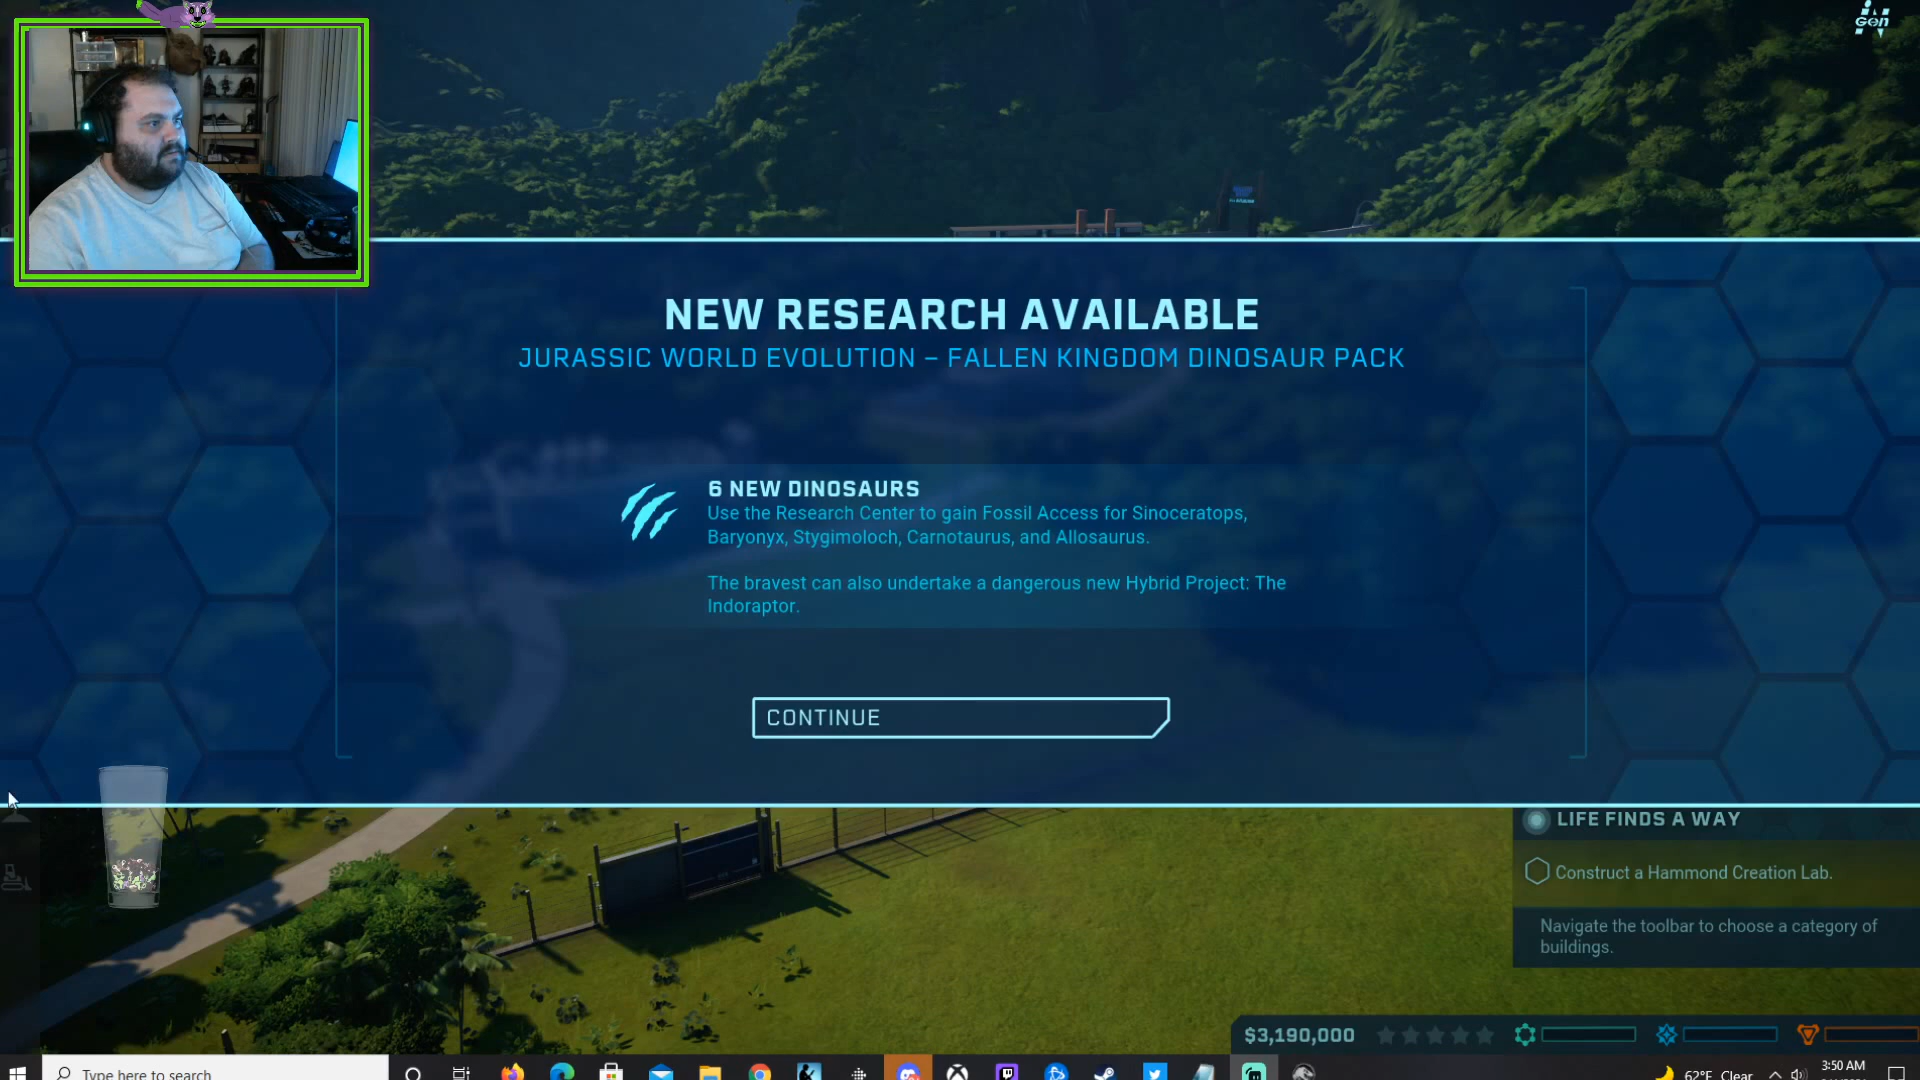 iN
Gen
NEW RESEARCH AVAILABLE
JURASSIC WORLD EVOLUTION – FALLEN KINGDOM DINOSAUR PACK
6 NEW DINOSAURS
Use the Research Center to gain Fossil Access for Sinoceratops,
Baryonyx, Stygimoloch, Carnotaurus, and Allosaurus.
The bravest can also undertake a dangerous new Hybrid Project: The
Indoraptor.
CONTINUE
LIFE FINDS A WAY
Construct a Hammond Creation Lab.
Navigate the toolbar to choose a category of
buildings.
$3,190,000
Type here to search
62°F Clear
3:50 AM